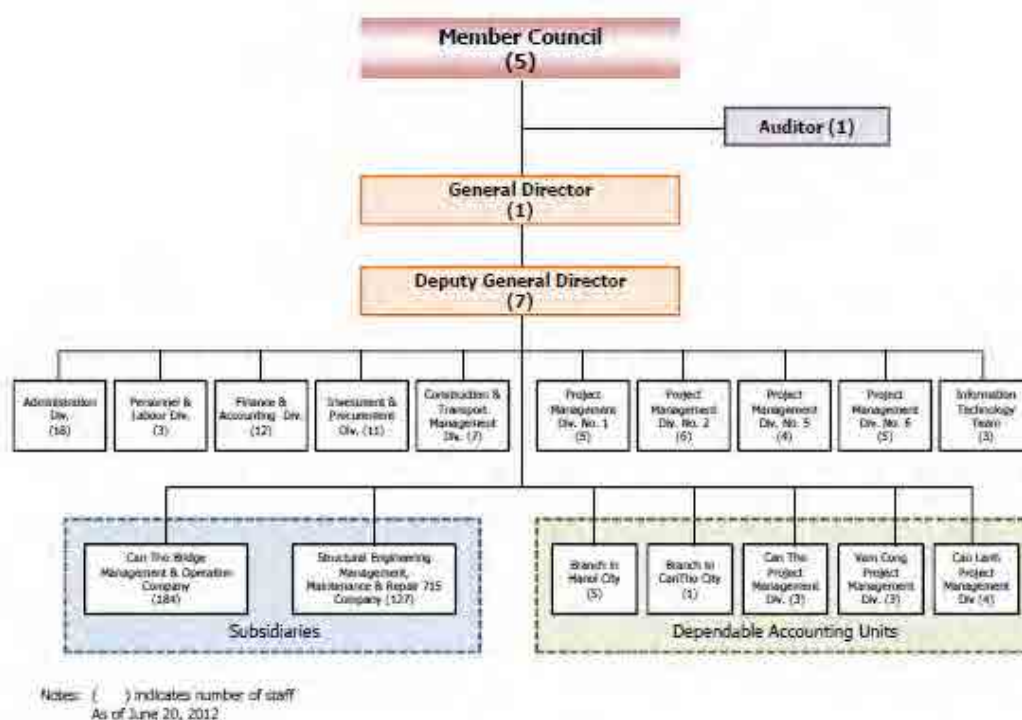 Member Council
(5)
Auditor (1)
General Director
(1)
Deputy General Director
(7)
Administration
Div.
Personnel &
Labour Div.
(3)
Finance &
Accounting Div.
(12)
Investment &
Procurement
Div. (11)
Construction &
Transport.
Management
Div. (7)
Project
Management
Div. No. 1
(5)
Project
Management
Div. No. 2
(6)
Project
Management
Div. No. 5
(4)
Project
Management
Div. No. 6
(5)
Information
Technology
Team
(3)
Can Tho Bridge
Management & Operation
Company
(184)
Structural Engineering
Management,
Maintenance & Repair 715
Company (127)
Subsidiaries
Branch in
Hanoi City
(5)
Branch in
CanTho City
(1)
Can Tho
Project
Management
Div. (3)
Vam Cong
Project
Management
Div. (3)
Cao Lanh
Project
Management
Div (4)
Dependable Accounting Units
Notes: ( ) indicates number of staff
As of June 20, 2012